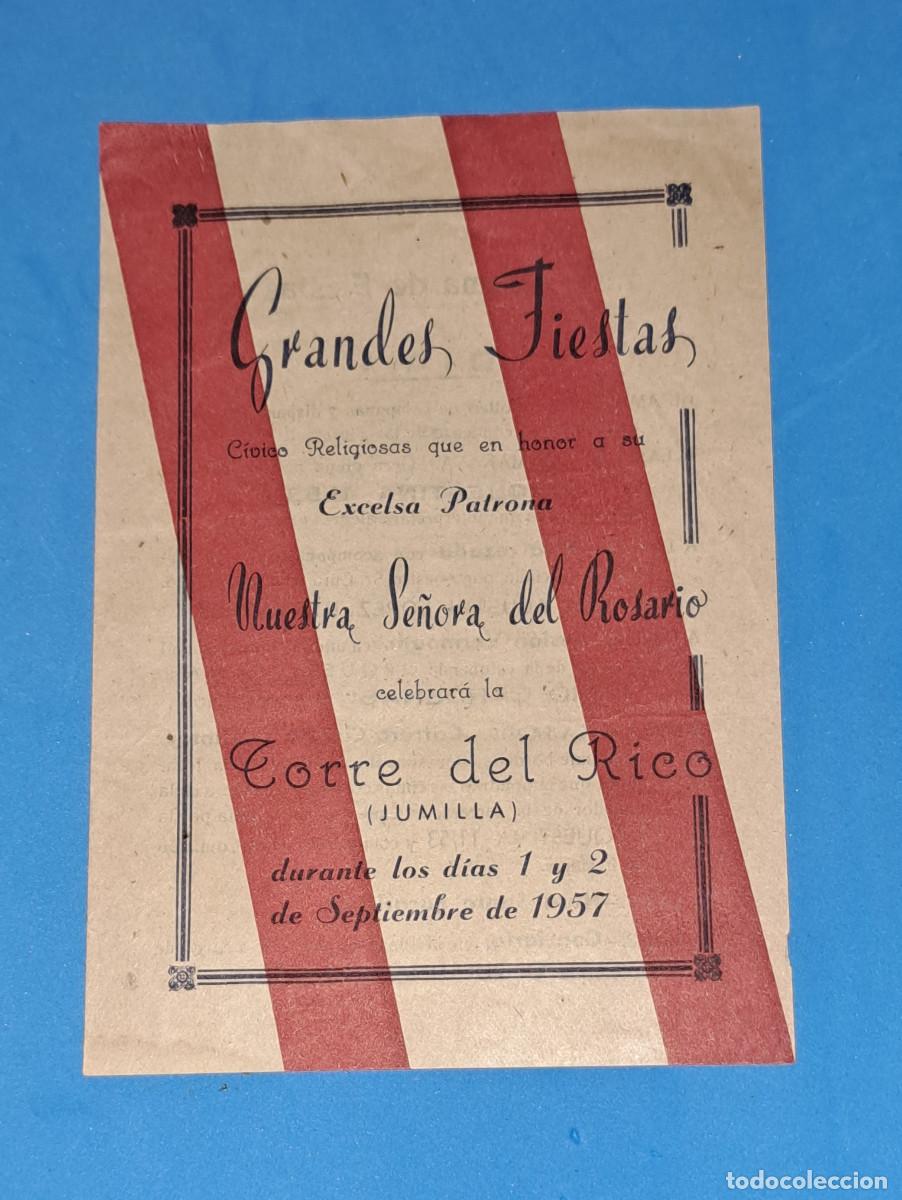 Grandes Fiestas
Cívico Religiosas que en honor a su
Excelsa Patrona
Nuestra Señora del Rosario
celebrará la
Torre del Rico
(JUMILLA)
durante los días 1 y 2
de Septiembre de 1957
todocoleccion